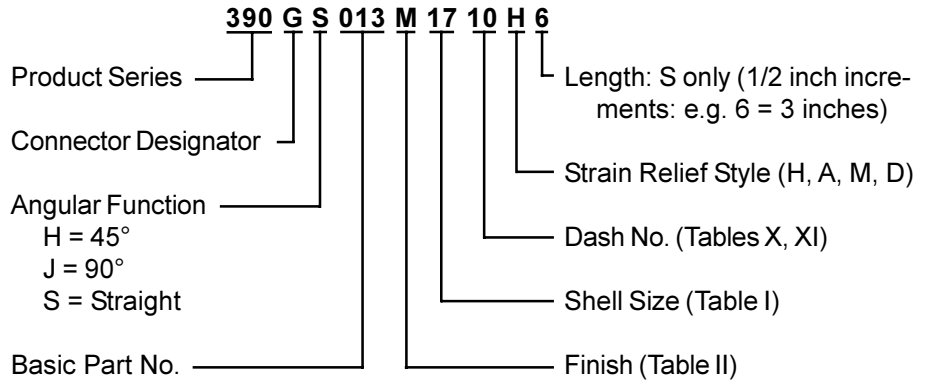 390 G S 013 M 17 10 H 6
Product Series
Connector Designator
Angular Function
H = 45°
J = 90°
S = Straight
Basic Part No.
Length: S only (1/2 inch incre-
ments: e.g. 6 = 3 inches)
Strain Relief Style (H, A, M, D)
Dash No. (Tables X, XI)
Shell Size (Table I)
Finish (Table II)